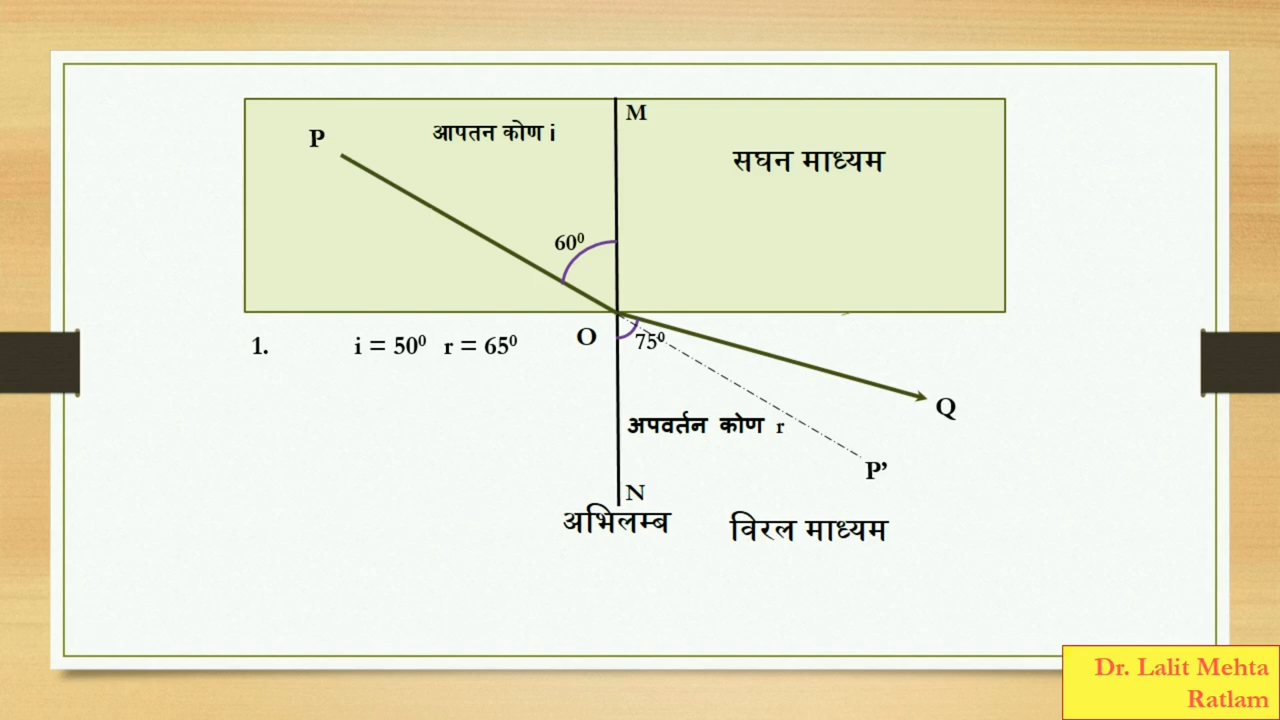 M
P
आपतन कोण i
सघन माध्यम
60⁰
O
75⁰
1. i = 50⁰ r = 65⁰
Q
अपवर्तन कोण r
P’
N
अभिलम्ब
विरल माध्यम
Dr. Lalit Mehta
Ratlam